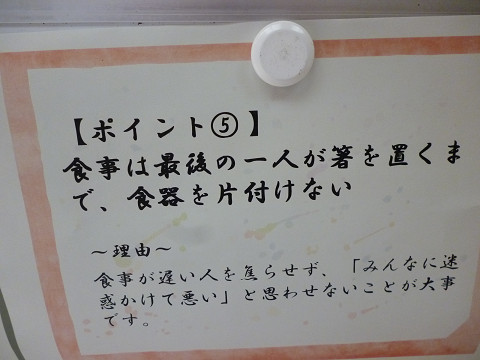 【ポイント⑤】
食事は最後の一人が箸を置くま
で、食器を片付けない
～理由～
食事が遅い人を焦らせず、「みんなに迷
惑かけて悪い」と思わせないことが大事
です。